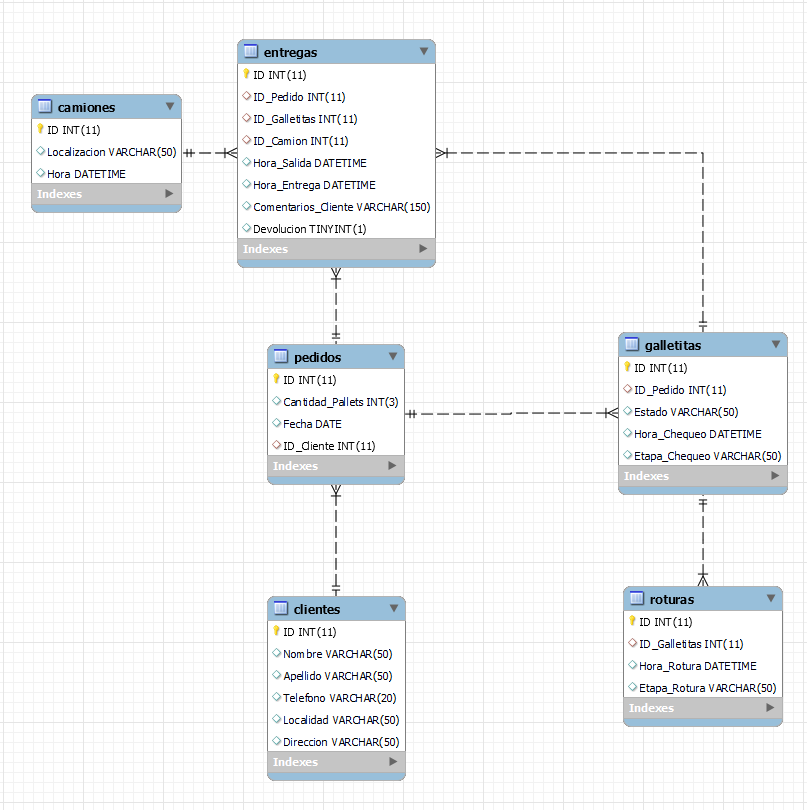 entregas
ID INT(11)
ID_Pedido INT(11)
ID_Galletitas INT(11)
ID_Camion INT(11)
Hora_Salida DATETIME
Hora_Entrega DATETIME
Comentarios_Cliente VARCHAR(150)
Devolucion TINYINT(1)
Indexes
camiones
ID INT(11)
Localizacion VARCHAR(50)
Hora DATETIME
Indexes
pedidos
ID INT(11)
Cantidad_Pallets INT(3)
Fecha DATE
ID_Cliente INT(11)
Indexes
galletitas
ID INT(11)
ID_Pedido INT(11)
Estado VARCHAR(50)
Hora_Chequeo DATETIME
Etapa_Chequeo VARCHAR(50)
Indexes
clientes
ID INT(11)
Nombre VARCHAR(50)
Apellido VARCHAR(50)
Telefono VARCHAR(20)
Localidad VARCHAR(50)
Direccion VARCHAR(50)
Indexes
roturas
ID INT(11)
ID_Galletitas INT(11)
Hora_Rotura DATETIME
Etapa_Rotura VARCHAR(50)
Indexes